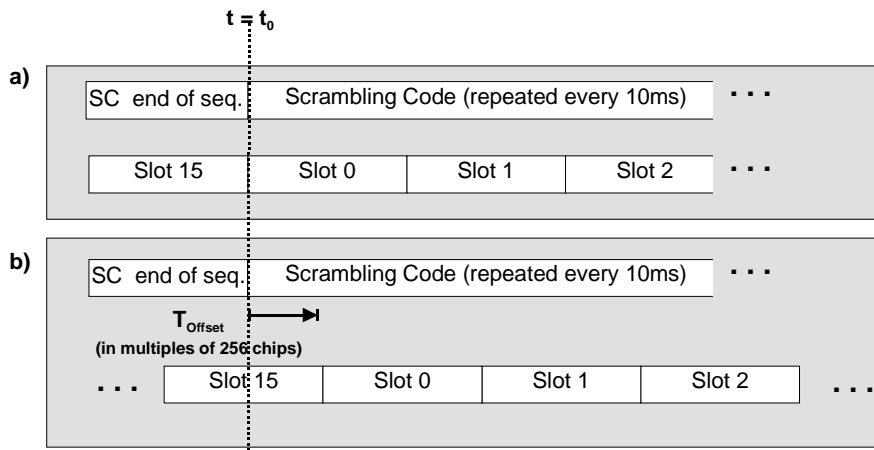 t = t0
a)
SC end of seq. Scrambling Code (repeated every 10ms) . . .
Slot 15 Slot 0 Slot 1 Slot 2 . . .
b)
SC end of seq. Scrambling Code (repeated every 10ms) . . .
TOffset
(in multiples of 256 chips)
. . . Slot 15 Slot 0 Slot 1 Slot 2 . . .